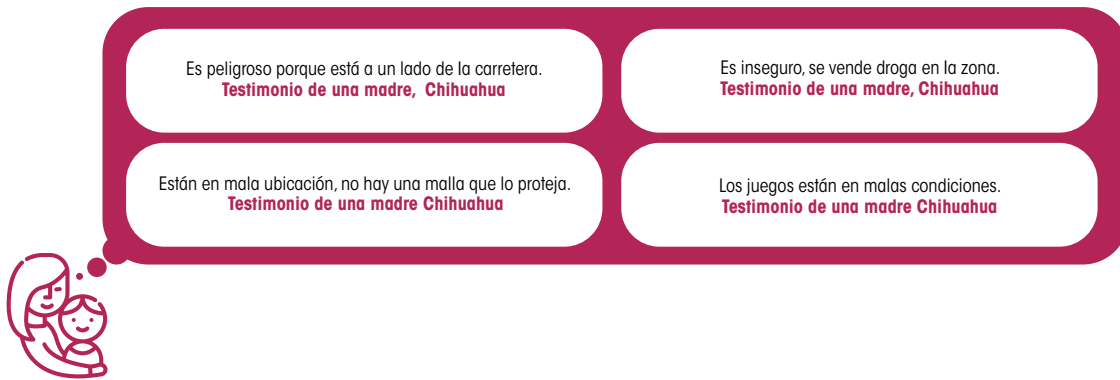 Es peligroso porque está a un lado de la carretera.
Testimonio de una madre, Chihuahua
Es inseguro, se vende droga en la zona.
Testimonio de una madre, Chihuahua
Están en mala ubicación, no hay una malla que lo proteja.
Testimonio de una madre Chihuahua
Los juegos están en malas condiciones.
Testimonio de una madre Chihuahua